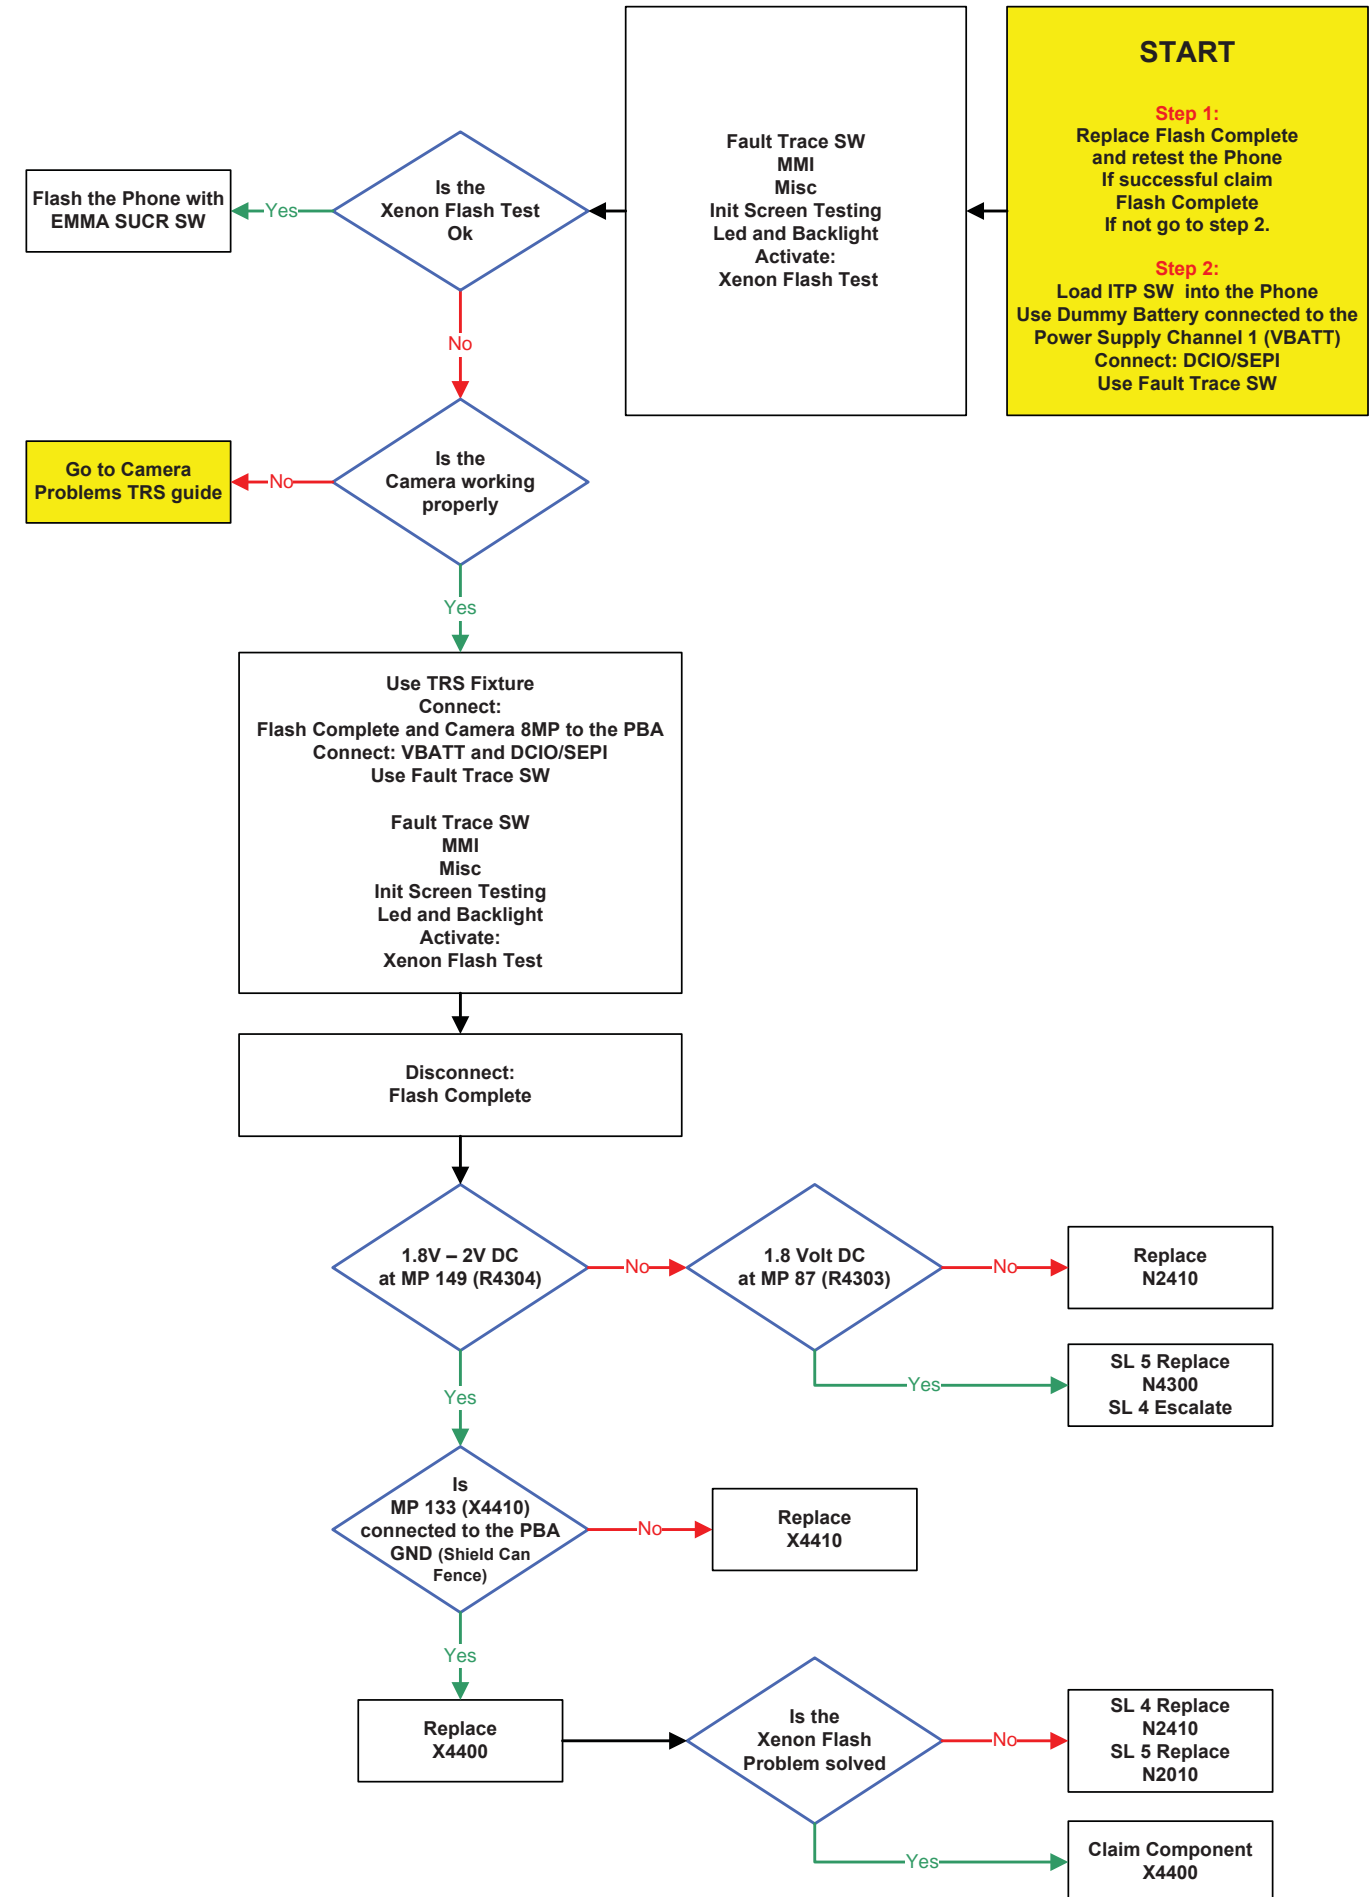 START
Step 1:
Replace Flash Complete
and retest the Phone
If successful claim
Flash Complete
If not go to step 2.
Step 2:
Load ITP SW into the Phone
Use Dummy Battery connected to the
Power Supply Channel 1 (VBATT)
Connect: DCIO/SEPI
Use Fault Trace SW
Fault Trace SW
MMI
Misc
Init Screen Testing
Led and Backlight
Activate:
Xenon Flash Test
Is the
Xenon Flash Test
Ok
Yes
Flash the Phone with
EMMA SUCR SW
No
Is the
Camera working
properly
No
Go to Camera
Problems TRS guide
Yes
Use TRS Fixture
Connect:
Flash Complete and Camera 8MP to the PBA
Connect: VBATT and DCIO/SEPI
Use Fault Trace SW
Fault Trace SW
MMI
Misc
Init Screen Testing
Led and Backlight
Activate:
Xenon Flash Test
Disconnect:
Flash Complete
1.8V – 2V DC
at MP 149 (R4304)
No
1.8 Volt DC
at MP 87 (R4303)
No
Replace
N2410
Yes
SL 5 Replace
N4300
SL 4 Escalate
Yes
Is
MP 133 (X4410)
connected to the PBA
GND (Shield Can
Fence)
No
Replace
X4410
Yes
Replace
X4400
Is the
Xenon Flash
Problem solved
No
SL 4 Replace
N2410
SL 5 Replace
N2010
Yes
Claim Component
X4400